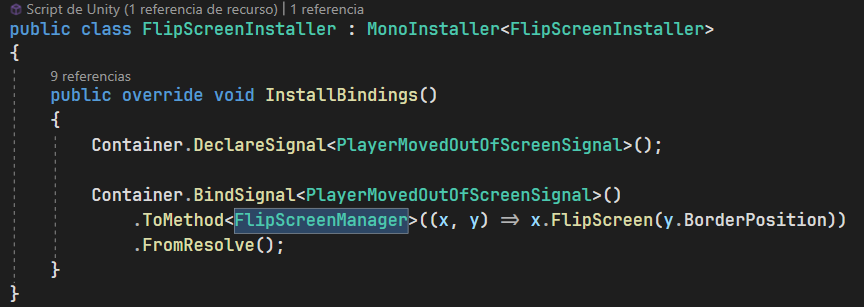 Script de Unity (1 referencia de recurso) | 1 referencia
public class FlipScreenInstaller : MonoInstaller<FlipScreenInstaller>
{
9 referencias
public override void InstallBindings()
{
Container.DeclareSignal<PlayerMovedOutOfScreenSignal>();
Container.BindSignal<PlayerMovedOutOfScreenSignal>()
.ToMethod<FlipScreenManager>((x, y) => x.FlipScreen(y.BorderPosition))
.FromResolve();
}
}